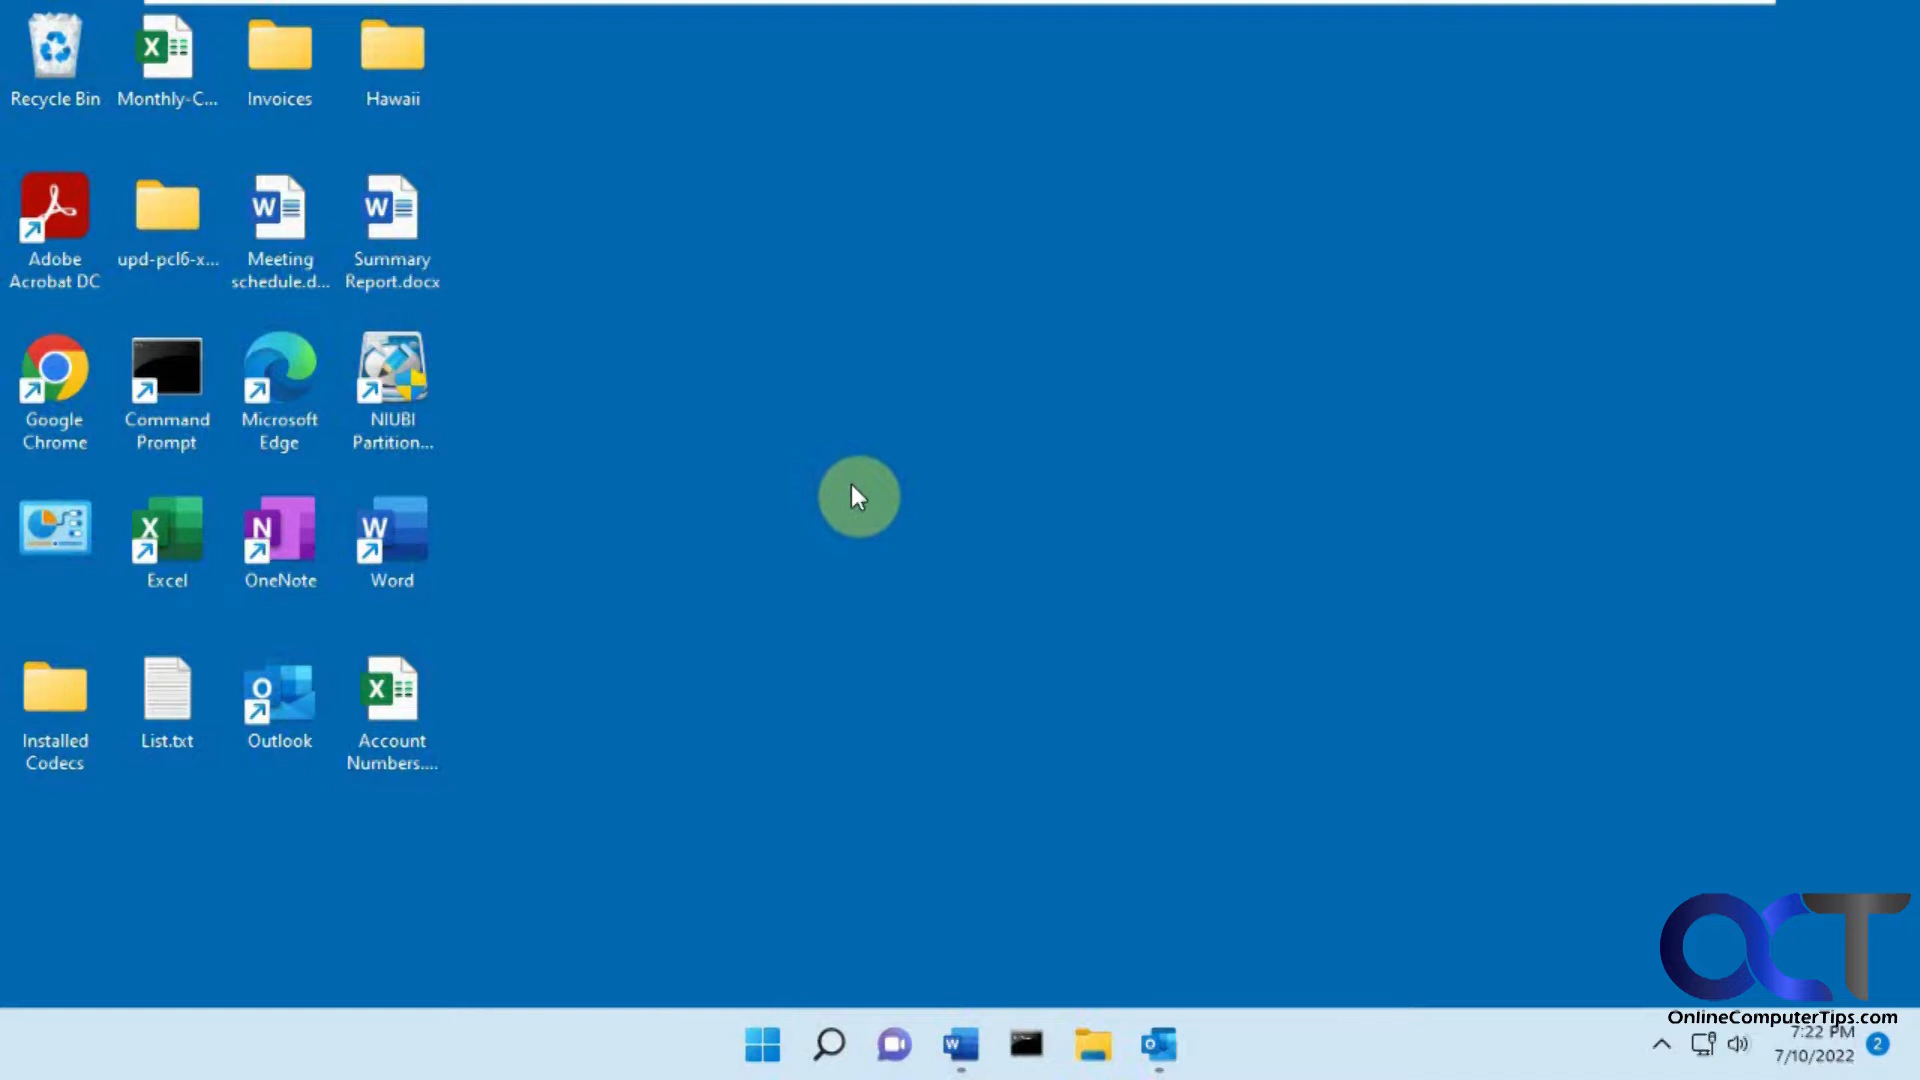 Recycle Bin
Monthly-C...
Invoices
Hawaii
Adobe
Acrobat DC
upd-pcl6-x...
Meeting
schedule.d...
Summary
Report.docx
Google
Chrome
Command
Prompt
Microsoft
Edge
NIUBI
Partition...
Excel
OneNote
Word
Installed
Codecs
List.txt
Outlook
Account
Numbers....
OCT
OnlineComputerTips.com
7:22 PM
7/10/2022
2